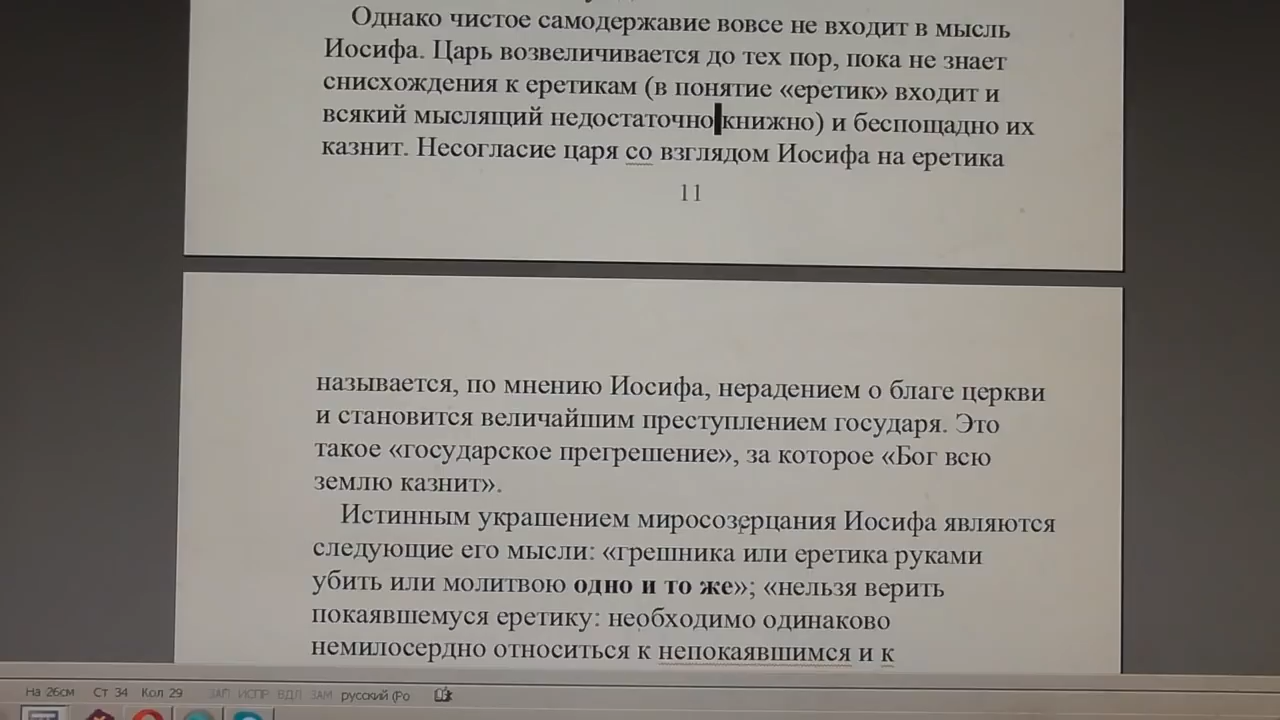 Однако чистое самодержавие вовсе не входит в мысль
Иосифа. Царь возвеличивается до тех пор, пока не знает
снисхождения к еретикам (в понятие «еретик» входит и
всякий мыслящий недостаточно книжно) и беспощадно их
казнит. Несогласие царя со взглядом Иосифа на еретика
11
называется, по мнению Иосифа, нерадением о благе церкви
и становится величайшим преступлением государя. Это
такое «государское прегрешение», за которое «Бог всю
землю казнит».
Истинным украшением миросозерцания Иосифа являются
следующие его мысли: «грешника или еретика руками
убить или молитвою одно и то же»; «нельзя верить
покаявшемуся еретику: необходимо одинаково
немилосердно относиться к непокаявшимся и к
На 26см Ст 34 Кол 29 ЗАП ИСПР ВДЛ ЗАМ русский (Ро